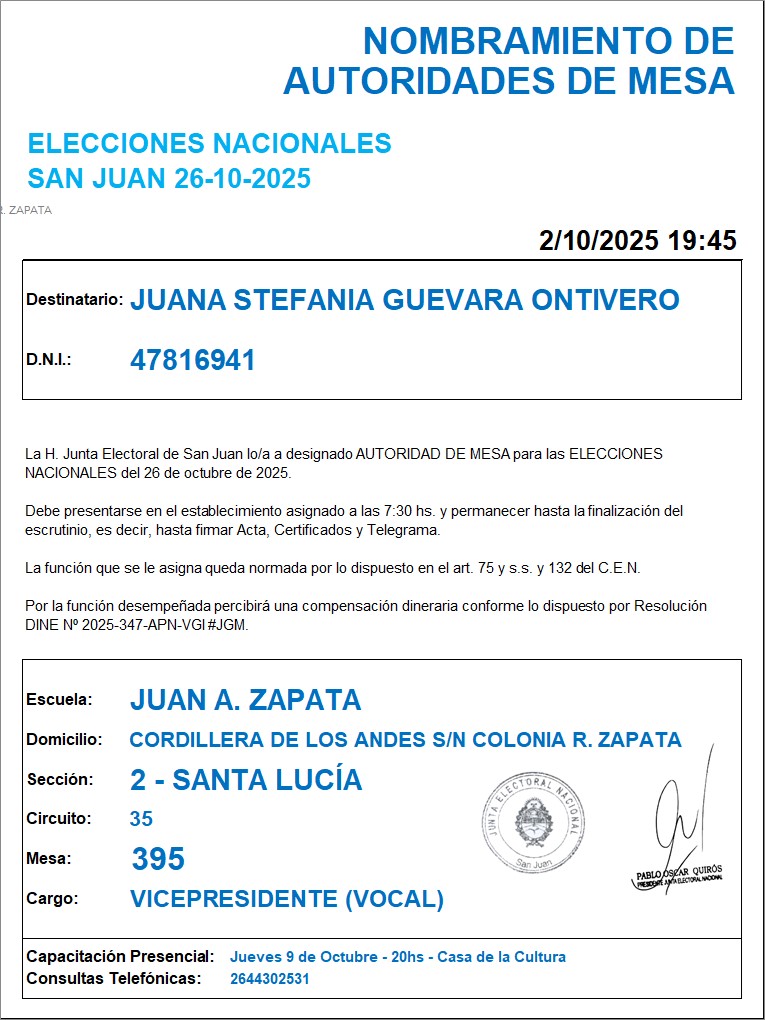 NOMBRAMIENTO DE
AUTORIDADES DE MESA
ELECCIONES NACIONALES
SAN JUAN 26-10-2025
R. ZAPATA
2/10/2025 19:45
Destinatario: JUANA STEFANIA GUEVARA ONTIVERO
D.N.I.: 47816941
La H. Junta Electoral de San Juan lo/a a designado AUTORIDAD DE MESA para las ELECCIONES
NACIONALES del 26 de octubre de 2025.
Debe presentarse en el establecimiento asignado a las 7:30 hs. y permanecer hasta la finalización del
escrutinio, es decir, hasta firmar Acta, Certificados y Telegrama.
La función que se le asigna queda normada por lo dispuesto en el art. 75 y s.s. y 132 del C.E.N.
Por la función desempeñada percibirá una compensación dineraria conforme lo dispuesto por Resolución
DINE Nº 2025-347-APN-VGI#JGM.
Escuela: JUAN A. ZAPATA
Domicilio: CORDILLERA DE LOS ANDES S/N COLONIA R. ZAPATA
Sección: 2 - SANTA LUCÍA
Circuito: 35
Mesa: 395
Cargo: VICEPRESIDENTE (VOCAL)
JUNTA ELECTORAL NACIONAL
San Juan
PABLO OSCAR QUIRÓS
PRESIDENTE JUNTA ELECTORAL NACIONAL
Capacitación Presencial: Jueves 9 de Octubre - 20hs - Casa de la Cultura
Consultas Telefónicas: 2644302531